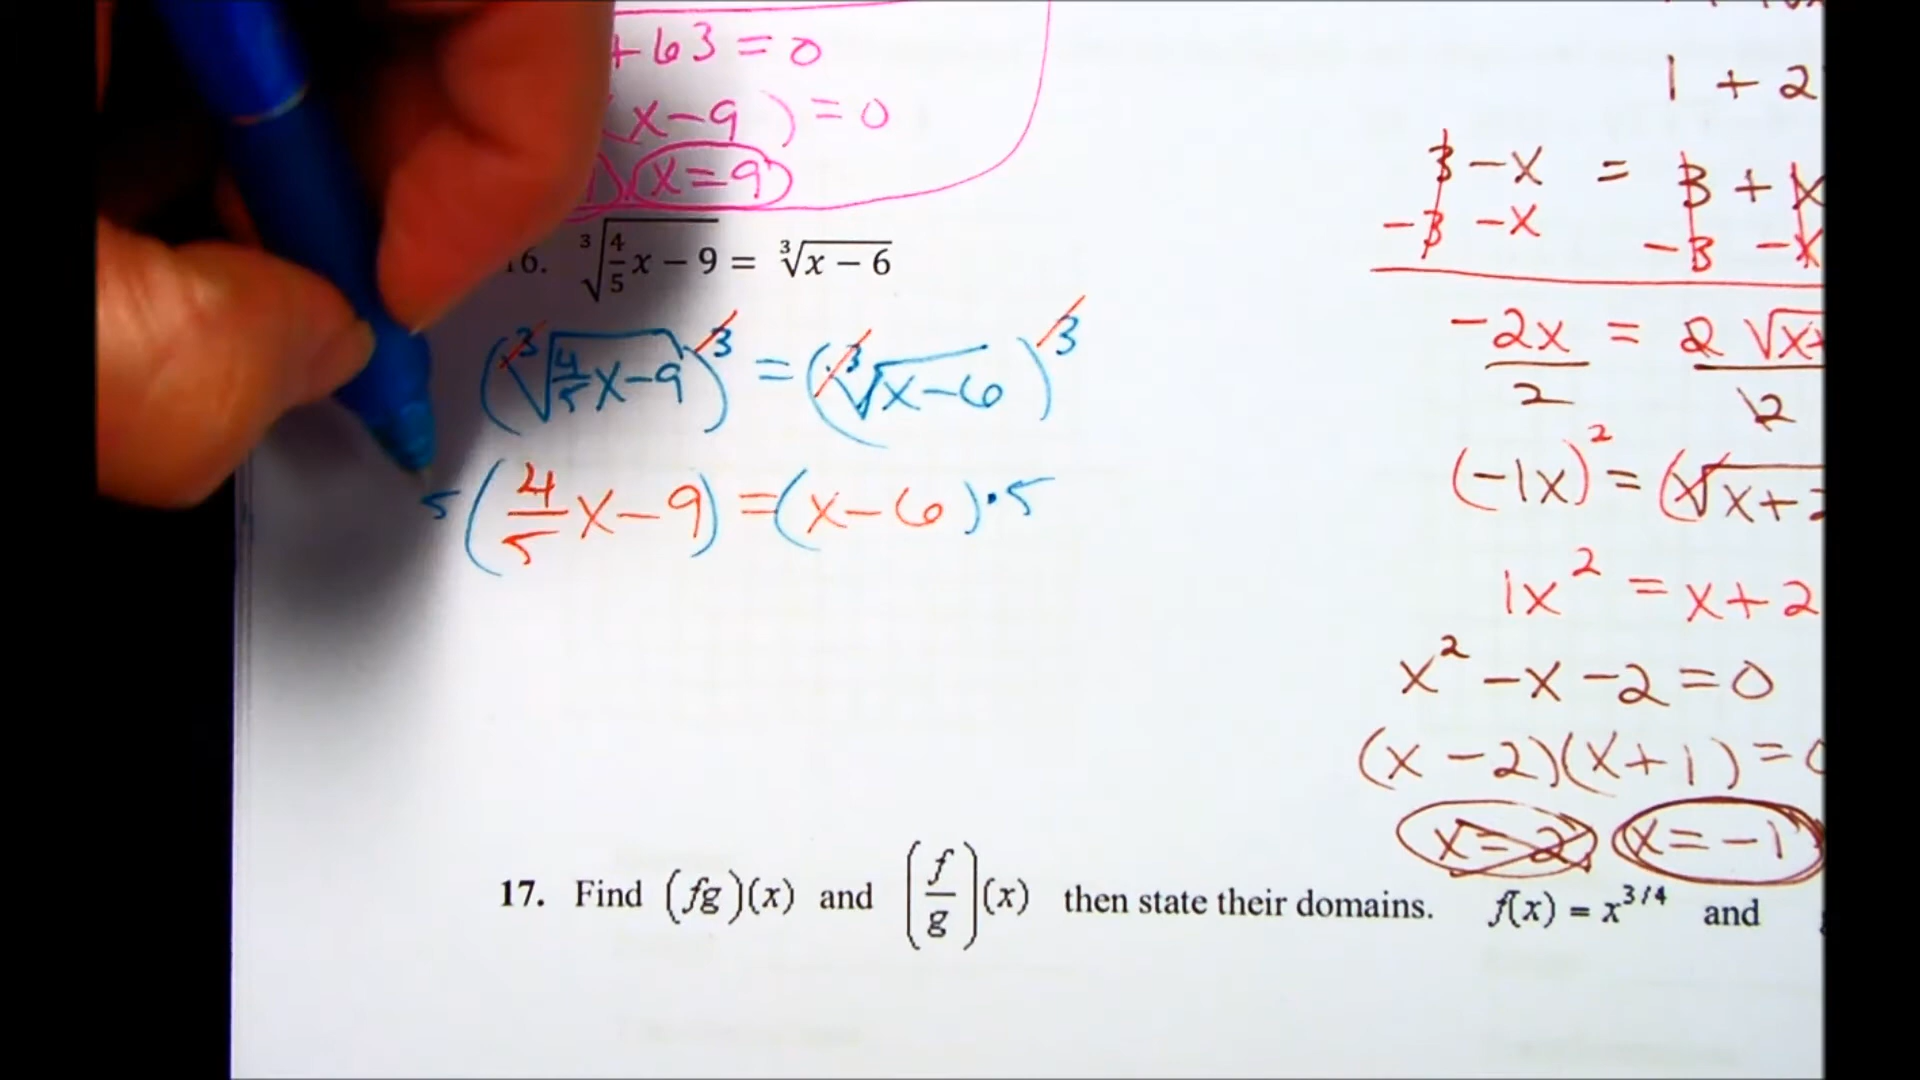 +63=0
(x-9)=0
(x=9)
16. ∛(4/5 x − 9) = ∛(x − 6)
(∛(4/5 x-9))³ = (∛(x-6))³
5(4/5 x-9)=(x-6)·5
17. Find (fg)(x) and (f/g)(x) then state their domains. f(x) = x^3/4 and
1+2
3-x = 3+x
-3 -x -3 -x
-2x = 2√x+
2 2
(-1x)² = (√x+2
1x² = x+2
x²-x-2=0
(x-2)(x+1)=0
x=2 x=-1